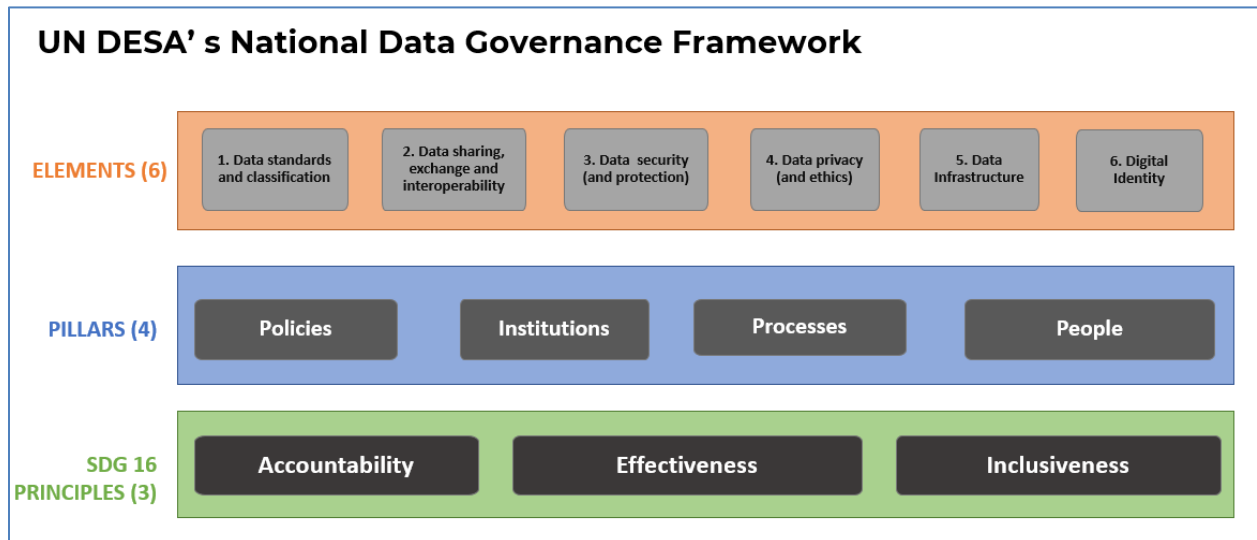 UN DESA’ s National Data Governance Framework
ELEMENTS (6)
1. Data standards
and classification
2. Data sharing,
exchange and
interoperability
3. Data  security
(and protection)
4. Data privacy
(and ethics)
5. Data
Infrastructure
6. Digital
Identity
PILLARS (4)
Policies
Institutions
Processes
People
SDG 16
PRINCIPLES (3)
Accountability
Effectiveness
Inclusiveness